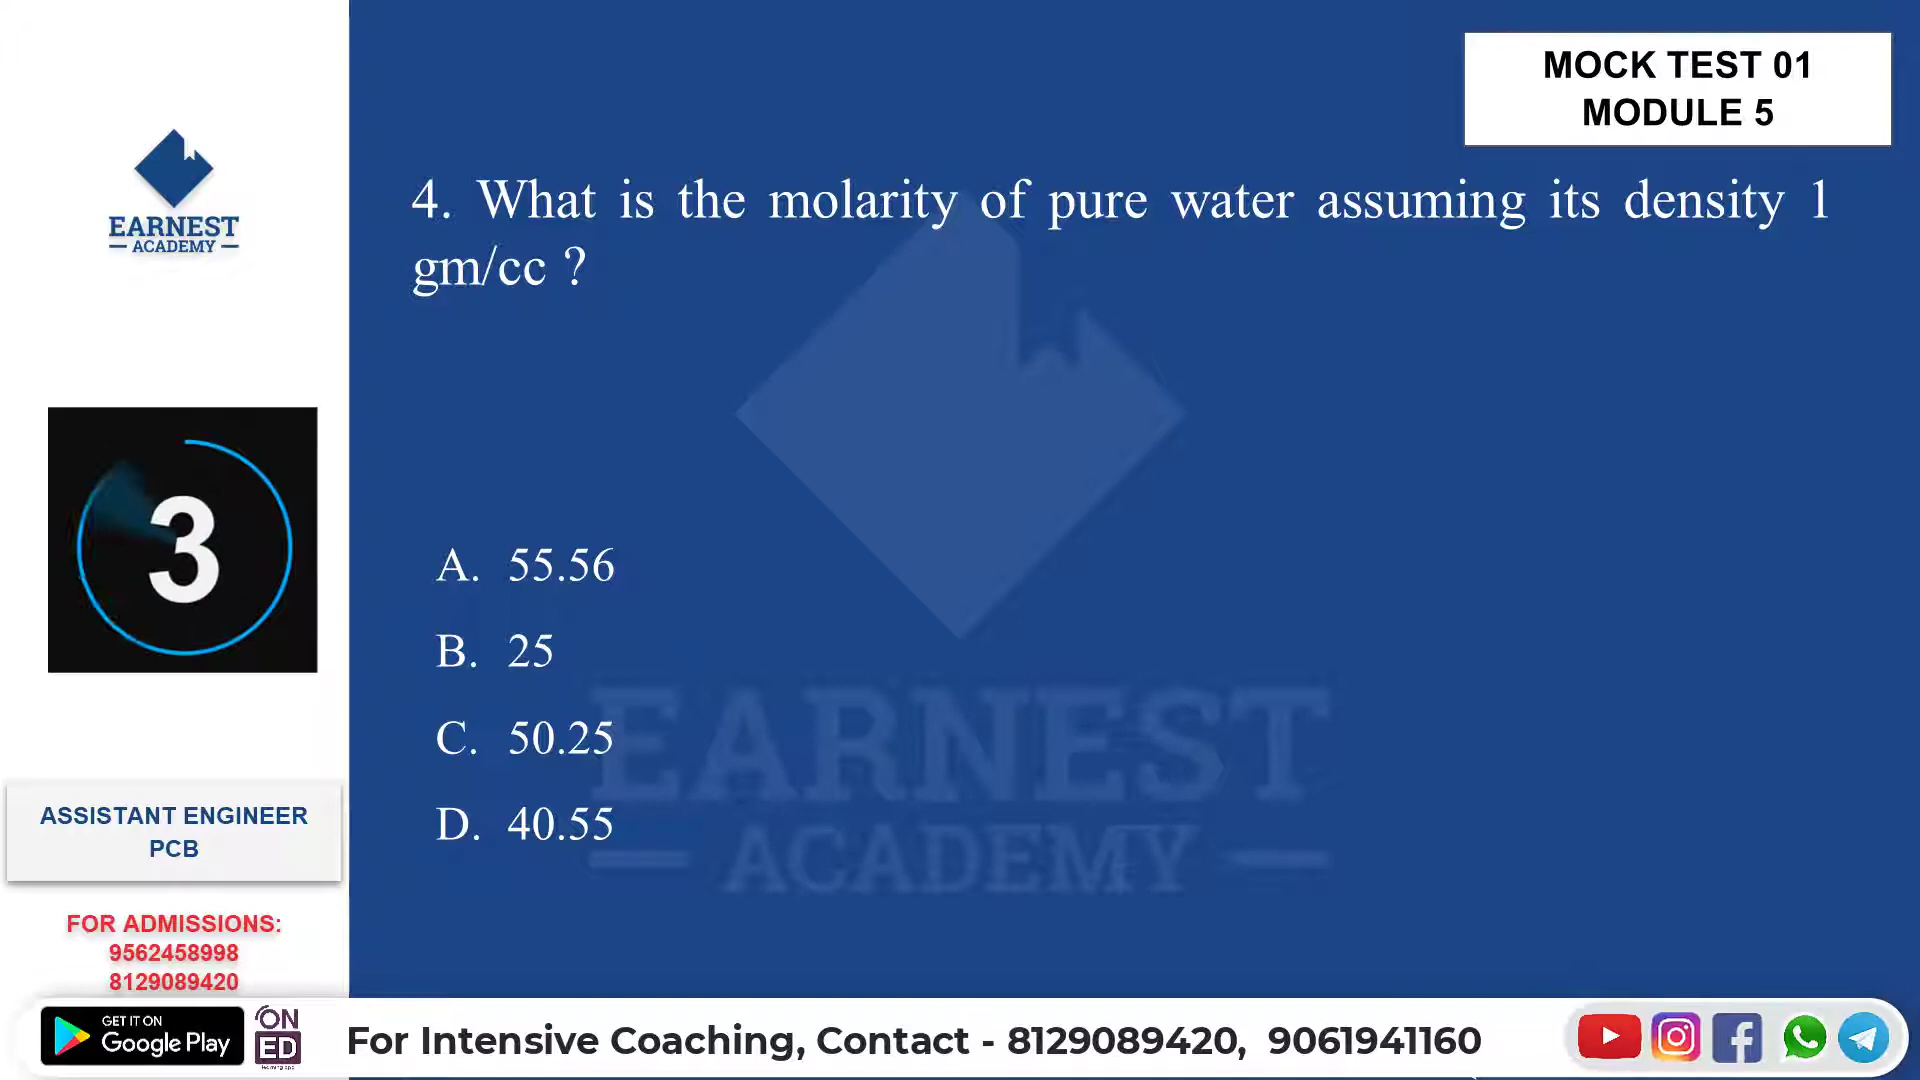 MOCK TEST 01
MODULE 5
EARNEST
ACADEMY
4. What is the molarity of pure water assuming its density 1
gm/cc ?
3
A. 55.56
B. 25
C. 50.25
D. 40.55
EARNEST
ACADEMY
ASSISTANT ENGINEER
PCB
FOR ADMISSIONS:
9562458998
8129089420
GET IT ON
Google Play
ON
ED
learning app
For Intensive Coaching, Contact - 8129089420, 9061941160